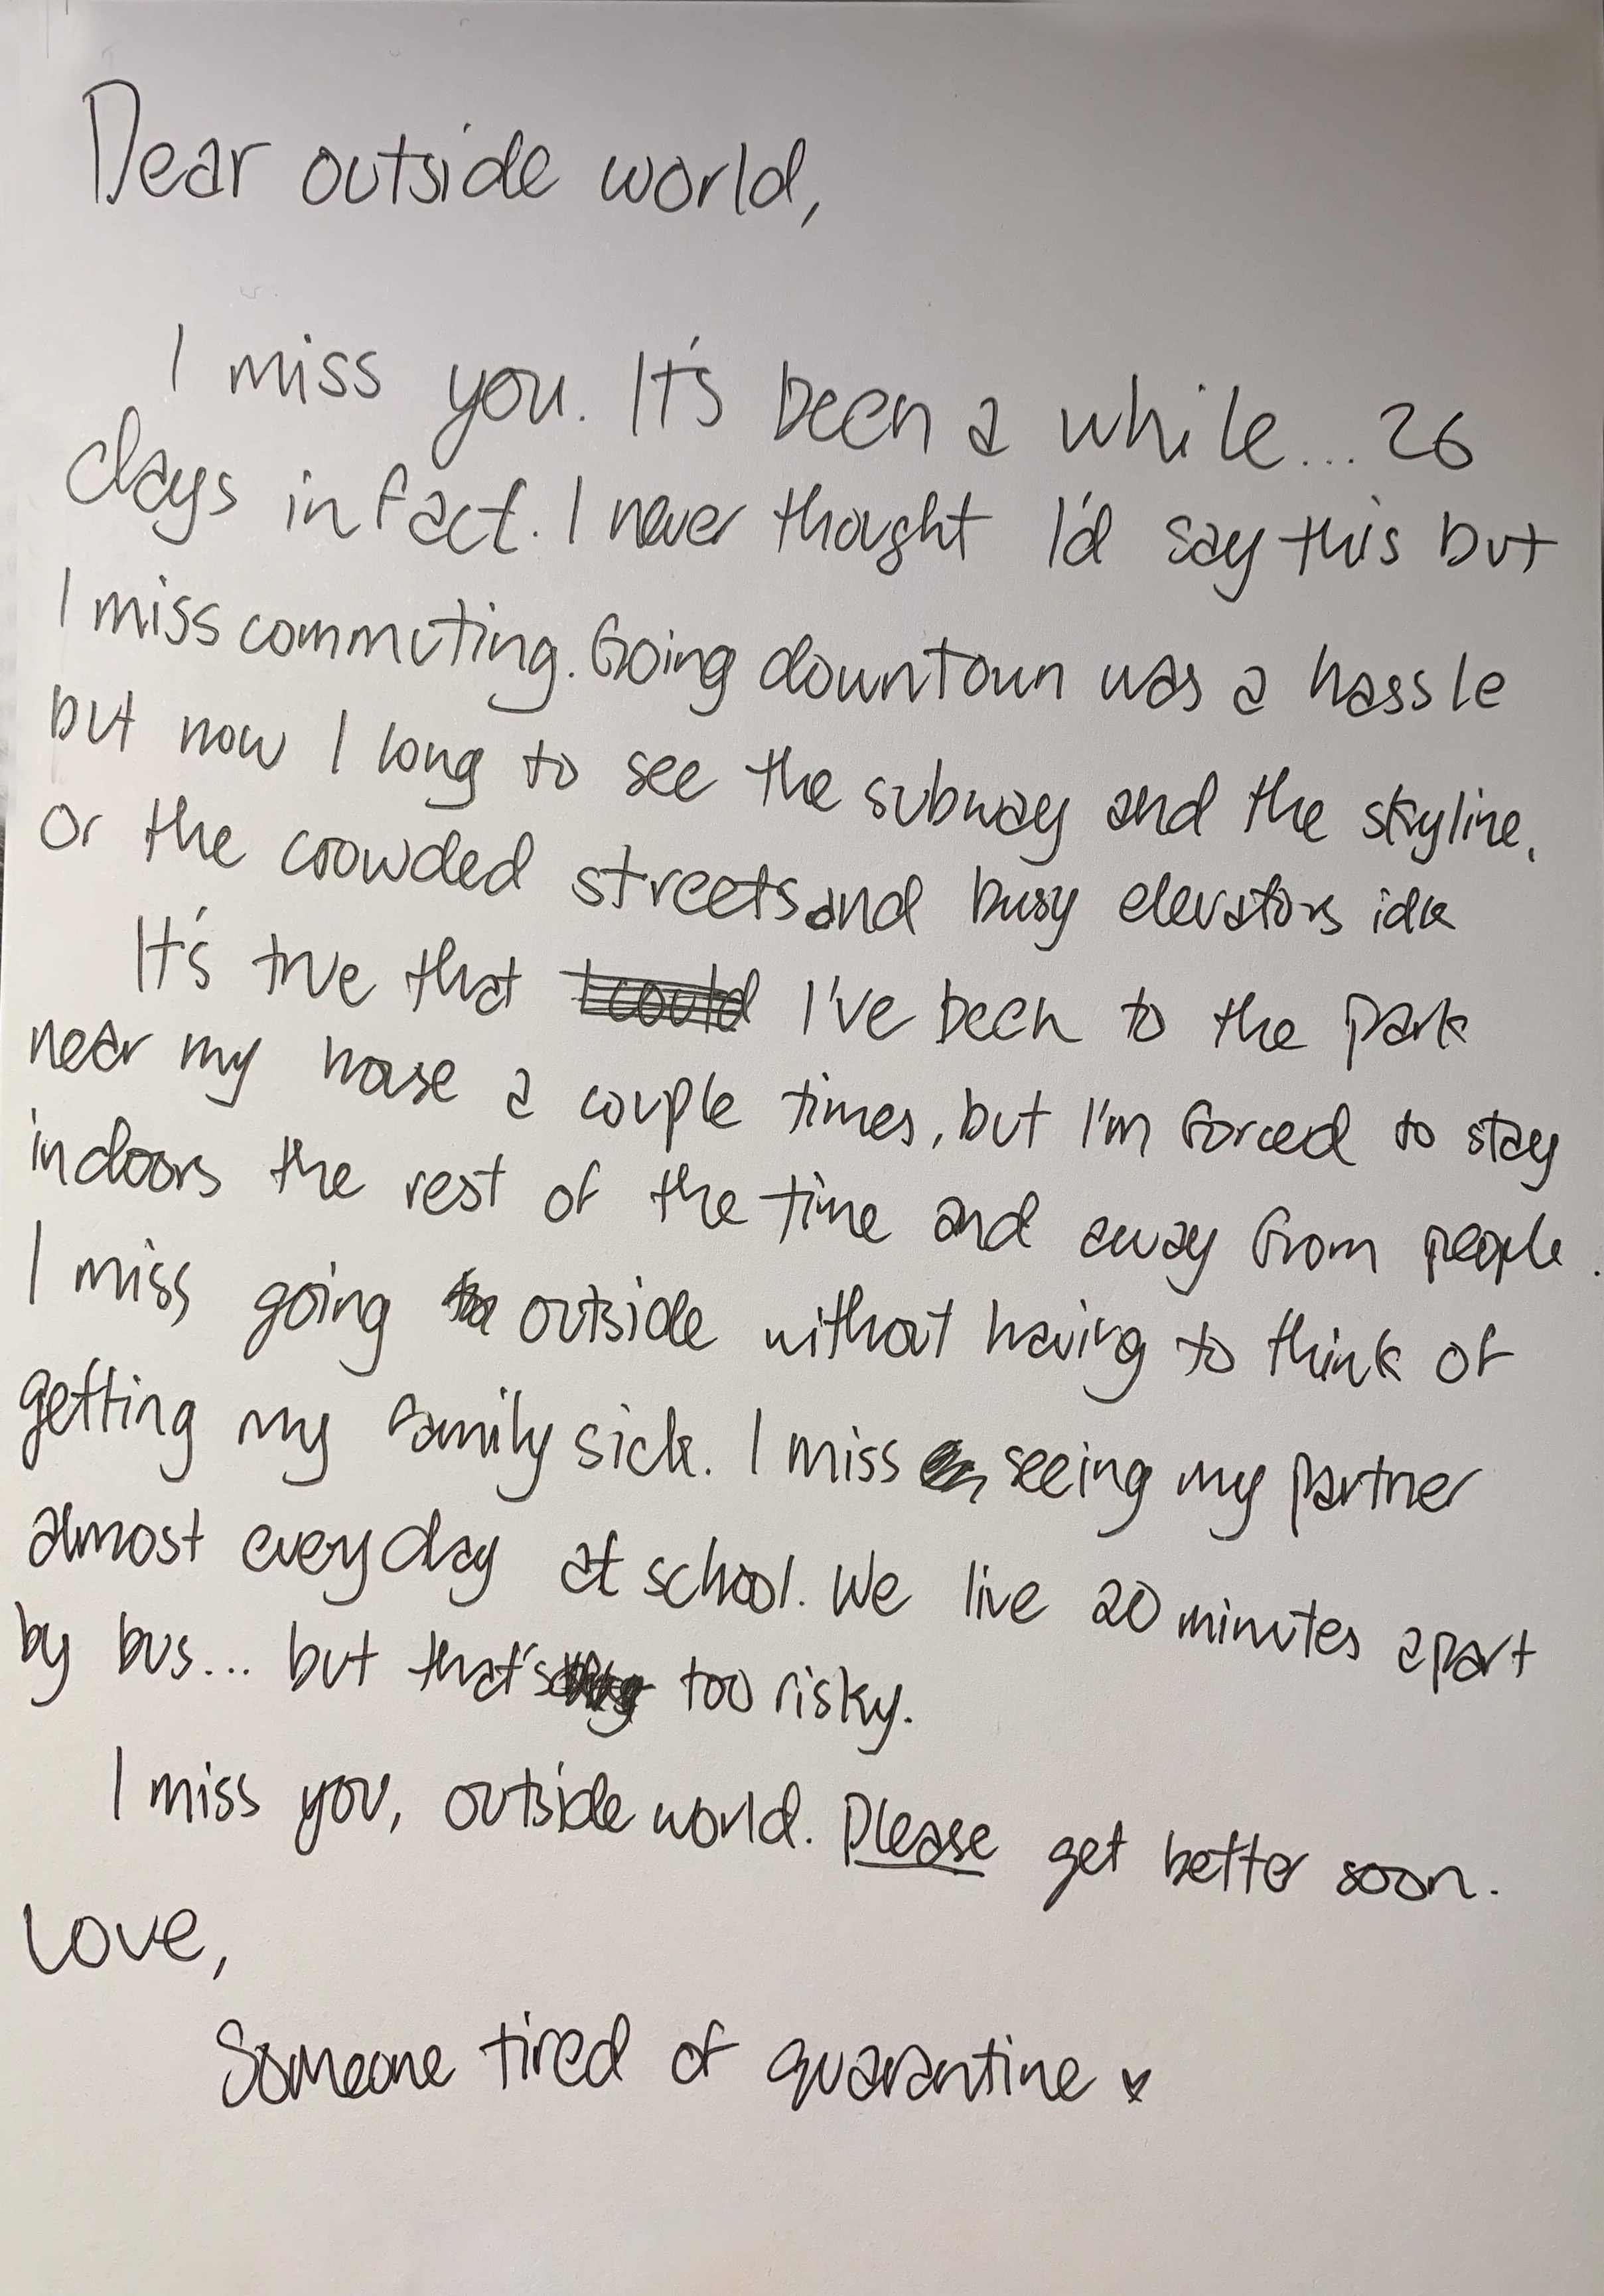 Dear outside world,
I miss you. It's been a while... 26
days in fact. I never thought I'd say this but
I miss commuting. Going downtown was a hassle
but now I long to see the subway and the skyline.
or the crowded streets and busy elevators idk
It's true that I could I've been to the park
near my house a couple times, but I'm forced to stay
indoors the rest of the time and away from people.
I miss going outside without having to think of
getting my family sick. I miss seeing my partner
almost everyday at school. We live 20 minutes apart
by bus... but that's too risky.
I miss you, outside world. Please get better soon.
Love,
Someone tired of quarantine